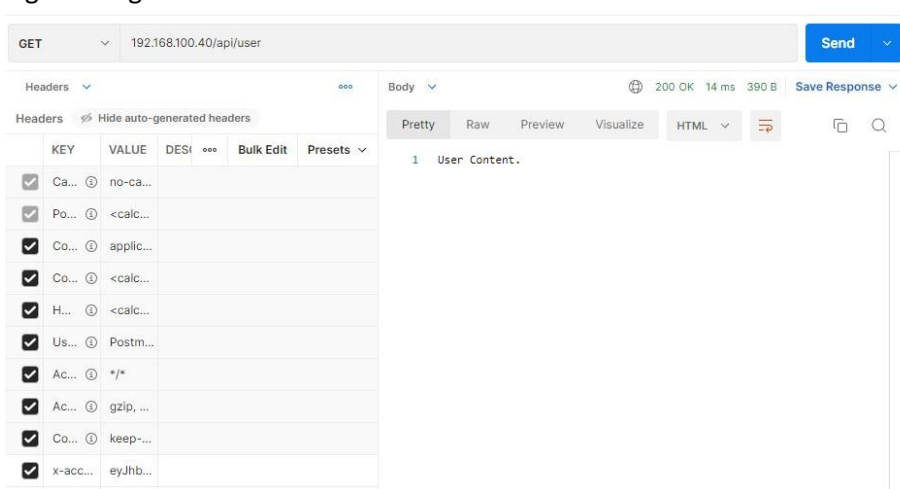 GET 192.168.100.40/api/user Send
Headers
Body 200 OK 14 ms 390 B Save Response
Headers Hide auto-generated headers
Pretty Raw Preview Visualize HTML
KEY VALUE DES Bulk Edit Presets
1 User Content.
Ca... no-ca...
Po... <calc...
Co... applic...
Co... <calc...
H... <calc...
Us... Postm...
Ac... */*
Ac... gzip, ...
Co... keep-...
x-acc... eyJhb...